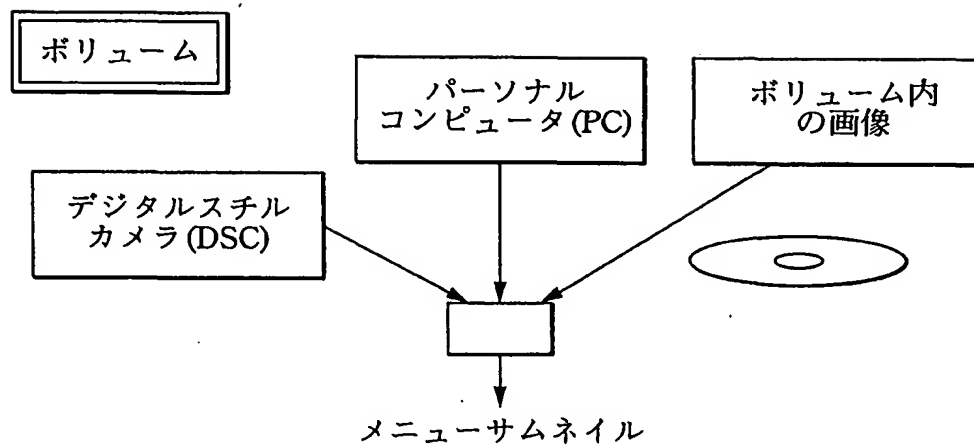 ボリューム
パーソナル
コンピュータ(PC)
ボリューム内
の画像
デジタルスチル
カメラ(DSC)
メニューサムネイル